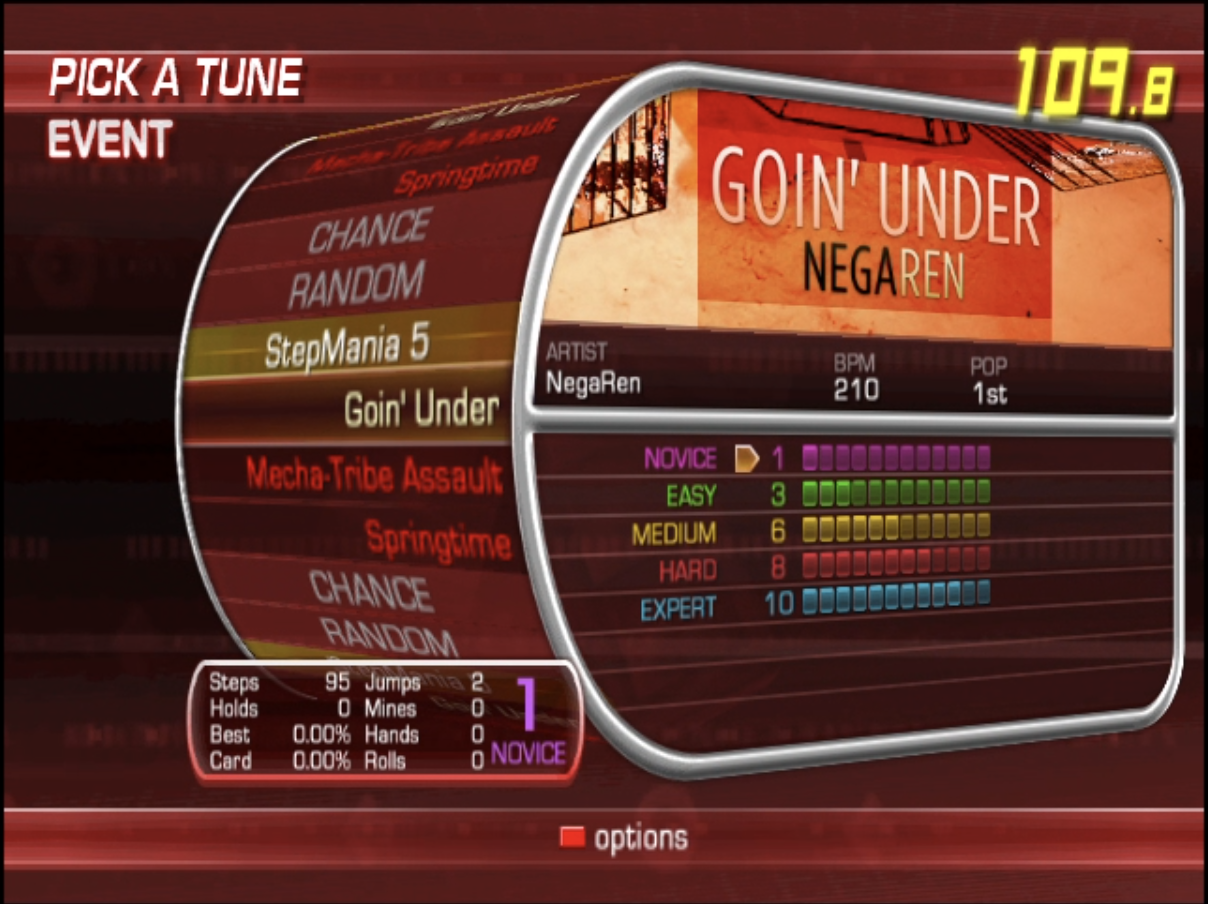 PICK A TUNE
EVENT
109.8
Goin' Under
Mecha-Tribe Assault
Springtime
CHANCE
RANDOM
StepMania 5
Goin' Under
Mecha-Tribe Assault
Springtime
CHANCE
RANDOM
GOIN' UNDER
NEGAREN
ARTIST
NegaRen
BPM
210
POP
1st
NOVICE 1
EASY 3
MEDIUM 6
HARD 8
EXPERT 10
Steps 95 Jumps 2
Holds 0 Mines 0
Best 0.00% Hands 0
Card 0.00% Rolls 0
1
NOVICE
options